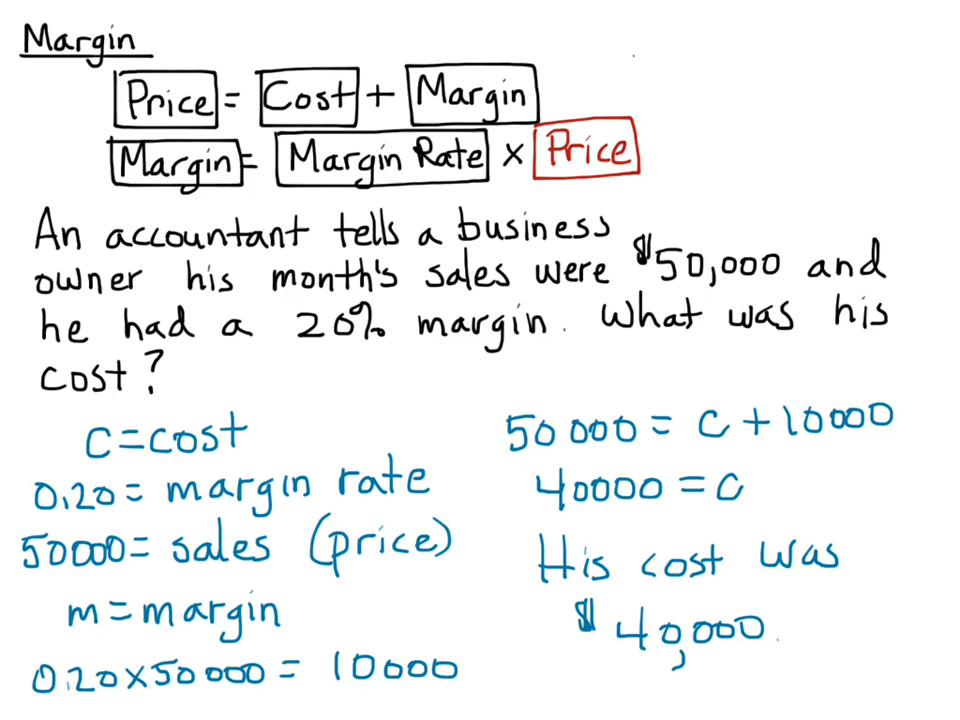 Margin
Price = Cost + Margin
Margin = Margin Rate × Price
An accountant tells a business
owner his month's sales were $50,000 and
he had a 20% margin. What was his
cost?
C = cost
0.20 = margin rate
50000 = sales (price)
m = margin
0.20 × 50000 = 10000
50000 = C + 10000
40000 = C
His cost was
$40,000.